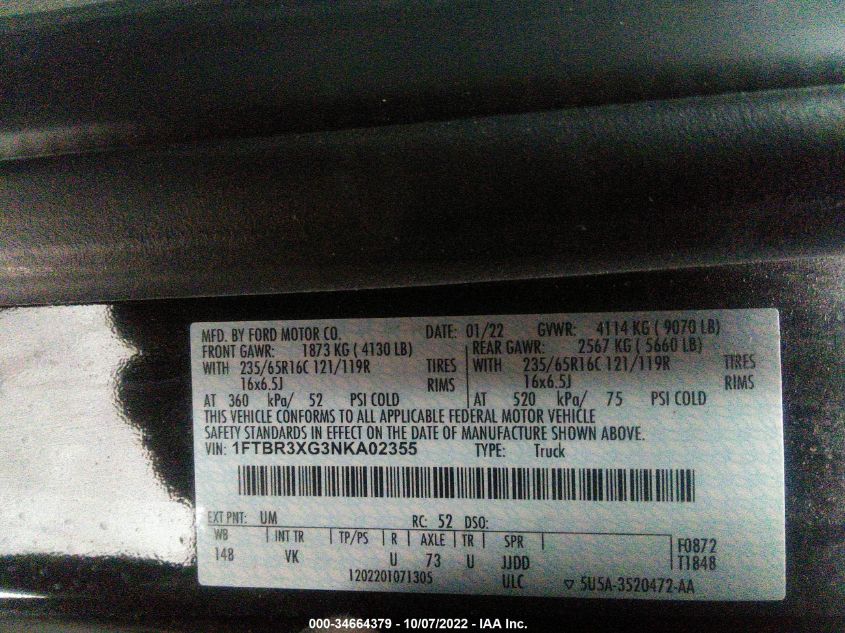 MFD. BY FORD MOTOR CO. DATE: 01/22 GVWR: 4114 KG ( 9070 LB)
FRONT GAWR: 1873 KG ( 4130 LB) REAR GAWR: 2567 KG ( 5660 LB)
WITH 235/65R16C 121/119R TIRES WITH 235/65R16C 121/119R TIRES
16x6.5J RIMS 16x6.5J RIMS
AT 360 kPa/ 52 PSI COLD AT 520 kPa/ 75 PSI COLD
THIS VEHICLE CONFORMS TO ALL APPLICABLE FEDERAL MOTOR VEHICLE
SAFETY STANDARDS IN EFFECT ON THE DATE OF MANUFACTURE SHOWN ABOVE.
VIN: 1FTBR3XG3NKA02355 TYPE: Truck
EXT PNT: UM RC: 52 DSO:
WB INT TR TP/PS R AXLE TR SPR F0872
148 VK U 73 U JJDD T1848
1202201071305 ULC ▽ 5U5A-3520472-AA
000-34664379 - 10/07/2022 - IAA Inc.